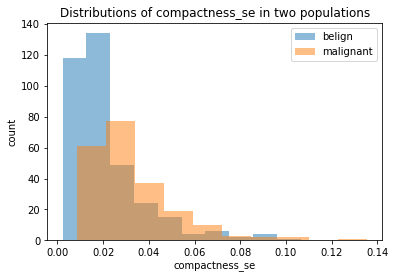 Distributions of compactness_se in two populations
belign
malignant
count
140
120
100
80
60
40
20
0
0.00 0.02 0.04 0.06 0.08 0.10 0.12 0.14
compactness_se